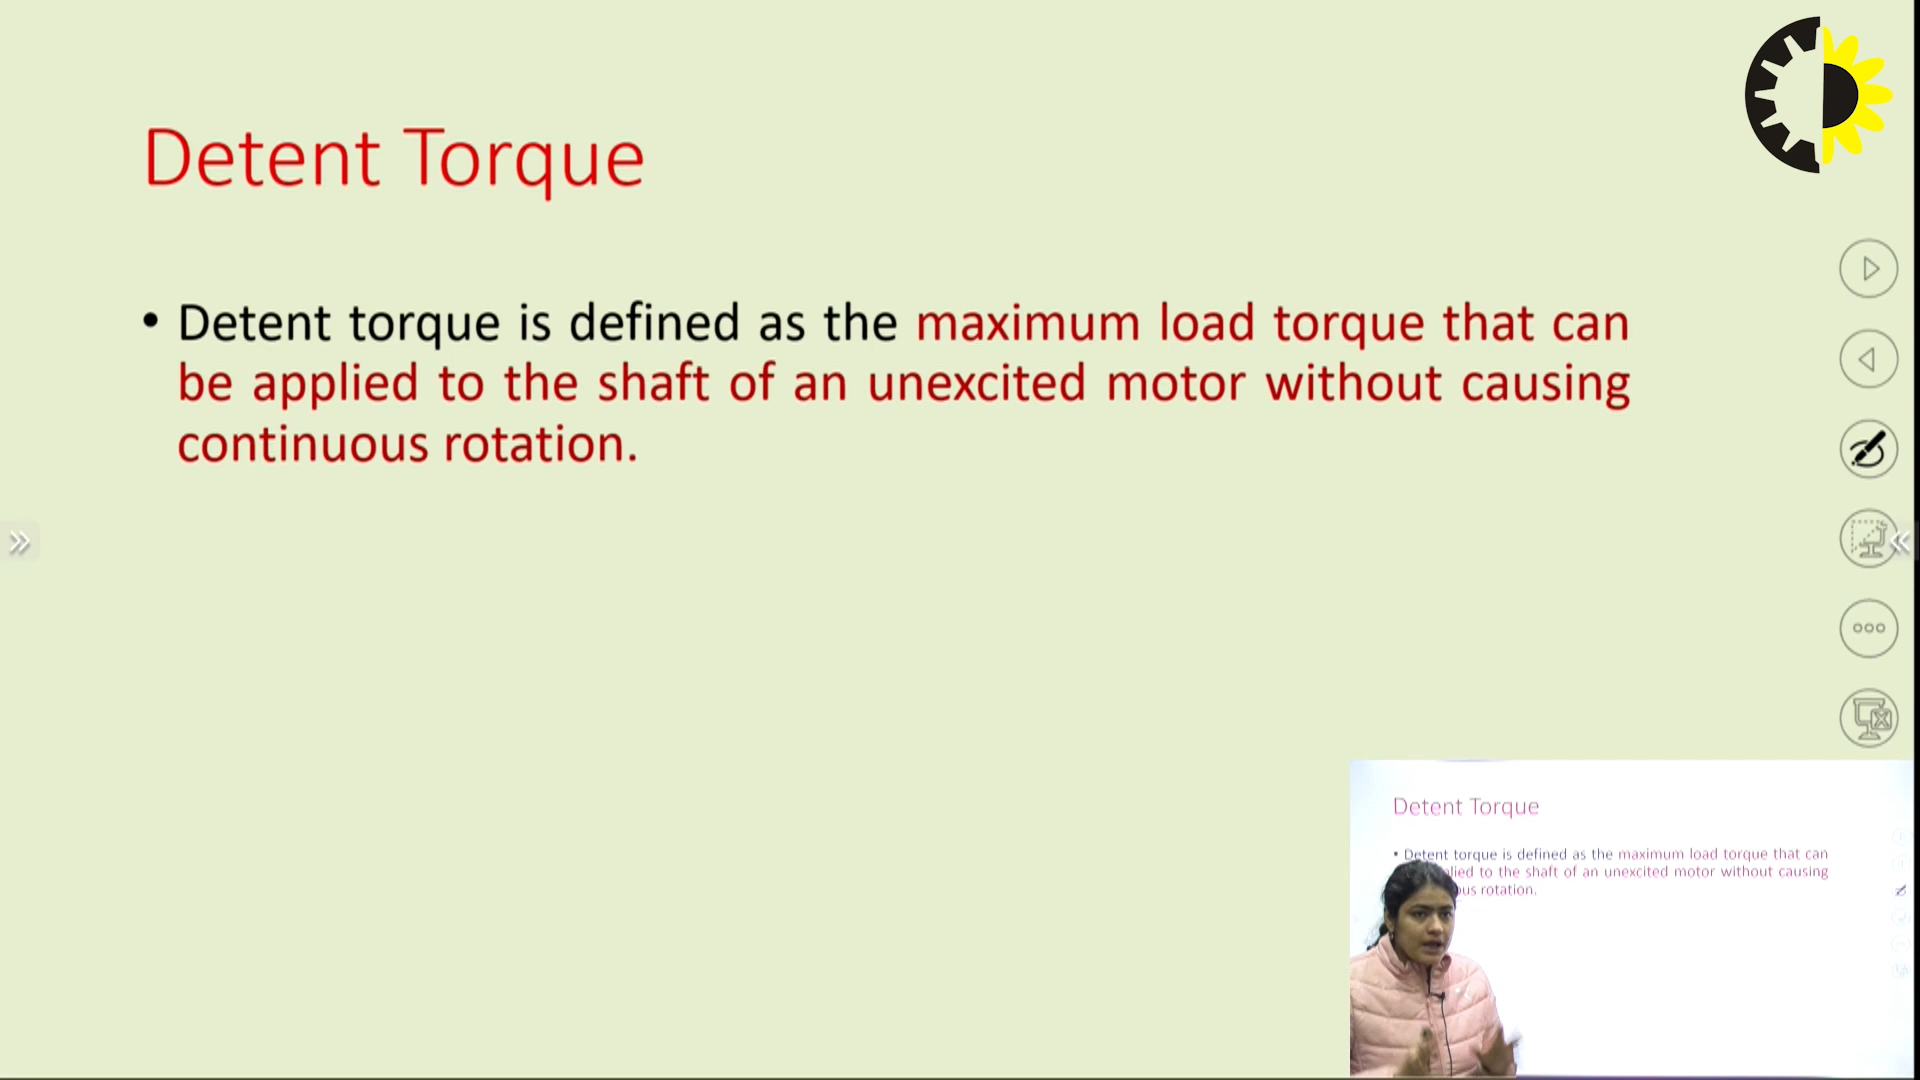 Detent Torque
• Detent torque is defined as the maximum load torque that can
be applied to the shaft of an unexcited motor without causing
continuous rotation.
Detent Torque
• Detent torque is defined as the maximum load torque that can
to the shaft of an unexcited motor without causing
rotation.